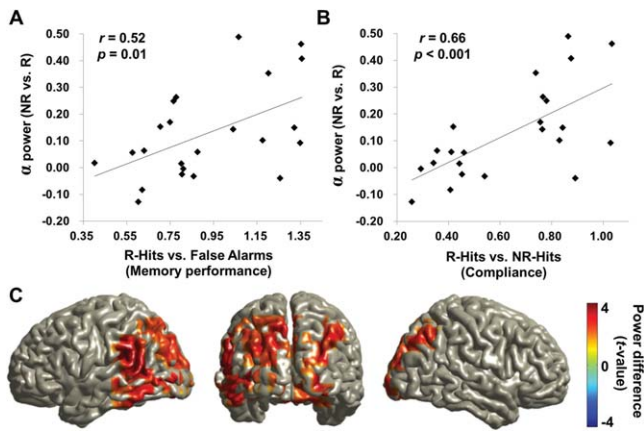 A
r = 0.52
p = 0.01
α power (NR vs. R)
0.50
0.40
0.30
0.20
0.10
0.00
-0.10
-0.20
0.35
0.55
0.75
0.95
1.15
1.35
R-Hits vs. False Alarms
(Memory performance)
B
r = 0.66
p < 0.001
α power (NR vs. R)
0.50
0.40
0.30
0.20
0.10
0.00
-0.10
-0.20
0.20
0.40
0.60
0.80
1.00
R-Hits vs. NR-Hits
(Compliance)
C
4
0
-4
Power difference
(t-value)